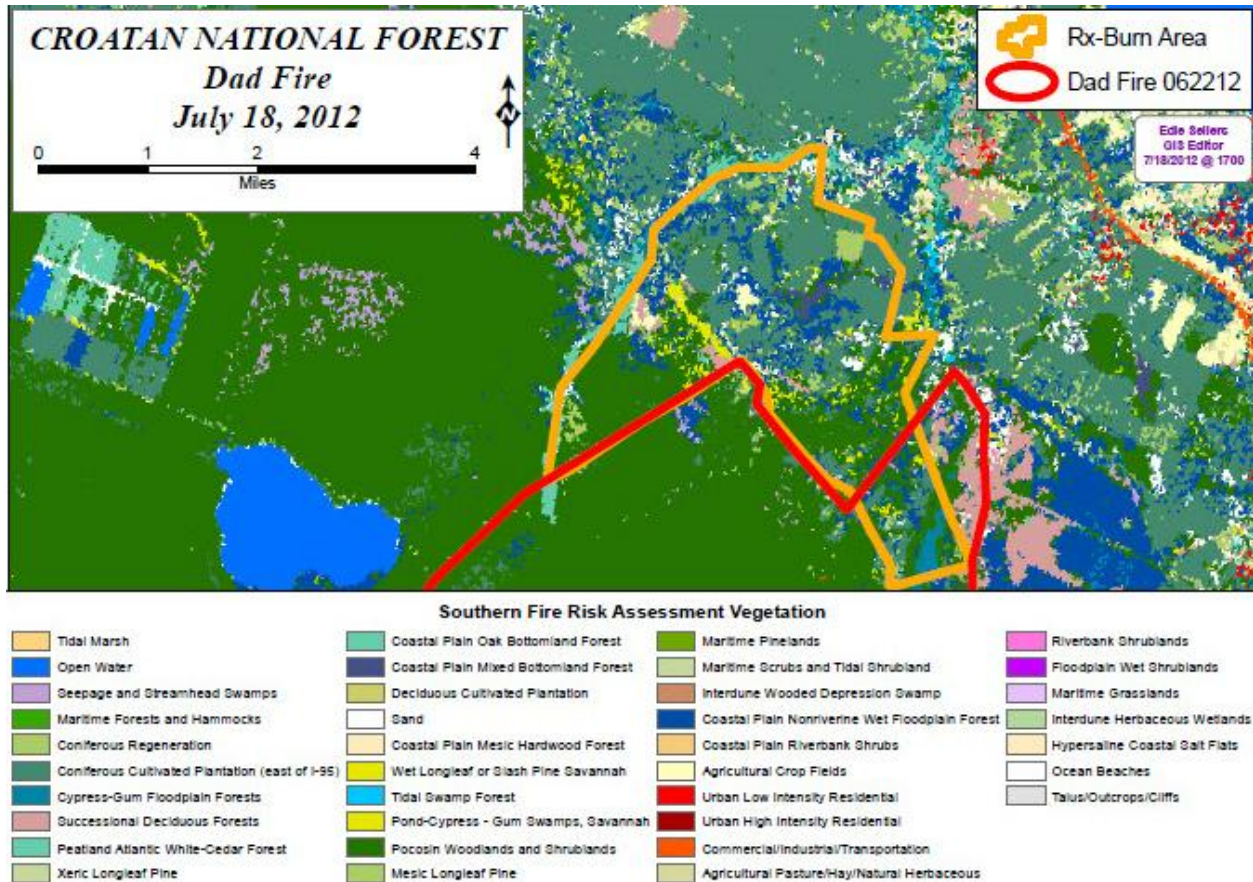 CROATAN NATIONAL FOREST
Dad Fire
July 18, 2012
N
0 1 2 4
Miles
Rx-Burn Area
Dad Fire 062212
Edie Sellers
GIS Editor
7/18/2012 @ 1700
Southern Fire Risk Assessment Vegetation
Tidal Marsh
Open Water
Seepage and Streamhead Swamps
Maritime Forests and Hammocks
Coniferous Regeneration
Coniferous Cultivated Plantation (east of I-95)
Cypress-Gum Floodplain Forests
Successional Deciduous Forests
Peatland Atlantic White-Cedar Forest
Xeric Longleaf Pine
Coastal Plain Oak Bottomland Forest
Coastal Plain Mixed Bottomland Forest
Deciduous Cultivated Plantation
Sand
Coastal Plain Mesic Hardwood Forest
Wet Longleaf or Slash Pine Savannah
Tidal Swamp Forest
Pond-Cypress - Gum Swamps, Savannah
Pocosin Woodlands and Shrublands
Mesic Longleaf Pine
Maritime Pinelands
Maritime Scrubs and Tidal Shrubland
Interdune Wooded Depression Swamp
Coastal Plain Nonriverine Wet Floodplain Forest
Coastal Plain Riverbank Shrubs
Agricultural Crop Fields
Urban Low Intensity Residential
Urban High Intensity Residential
Commercial/Industrial/Transportation
Agricultural Pasture/Hay/Natural Herbaceous
Riverbank Shrublands
Floodplain Wet Shrublands
Maritime Grasslands
Interdune Herbaceous Wetlands
Hypersaline Coastal Salt Flats
Ocean Beaches
Talus/Outcrops/Cliffs